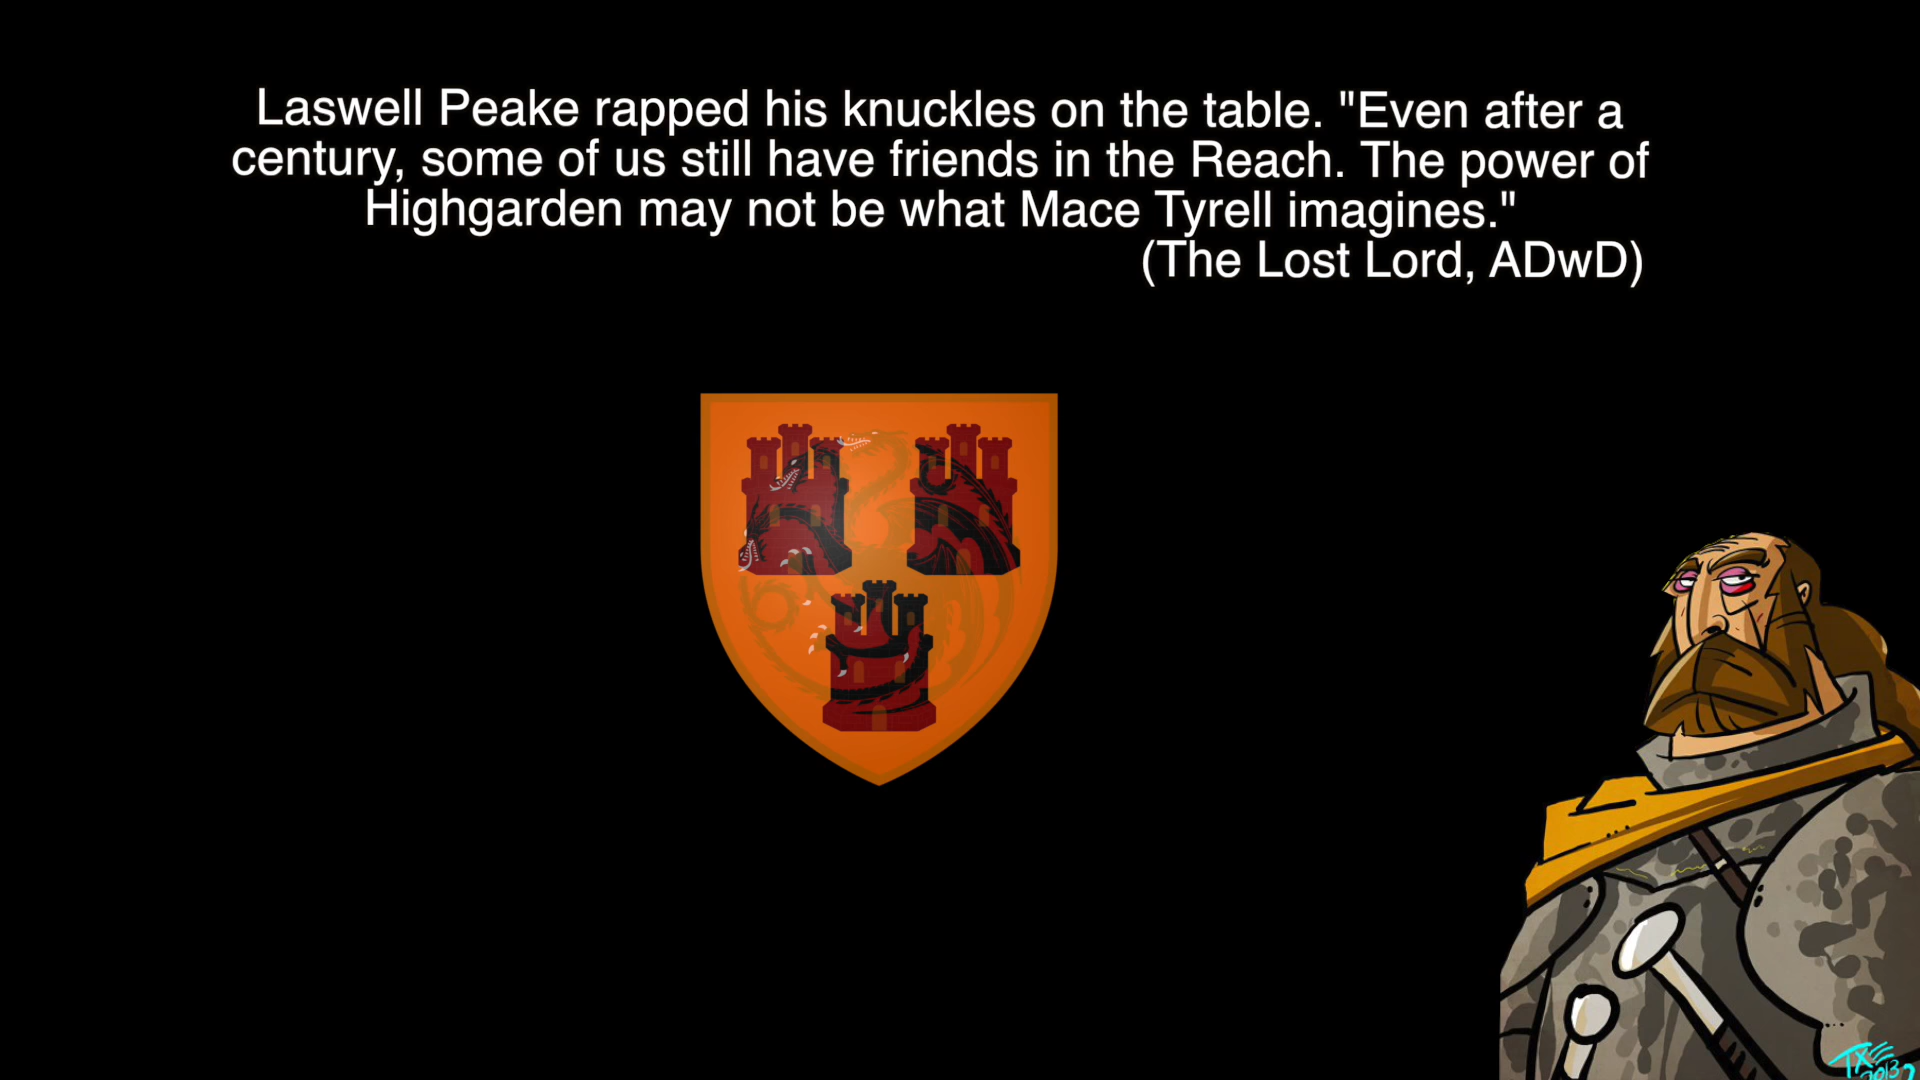 Laswell Peake rapped his knuckles on the table. "Even after a
century, some of us still have friends in the Reach. The power of
Highgarden may not be what Mace Tyrell imagines."
(The Lost Lord, ADwD)